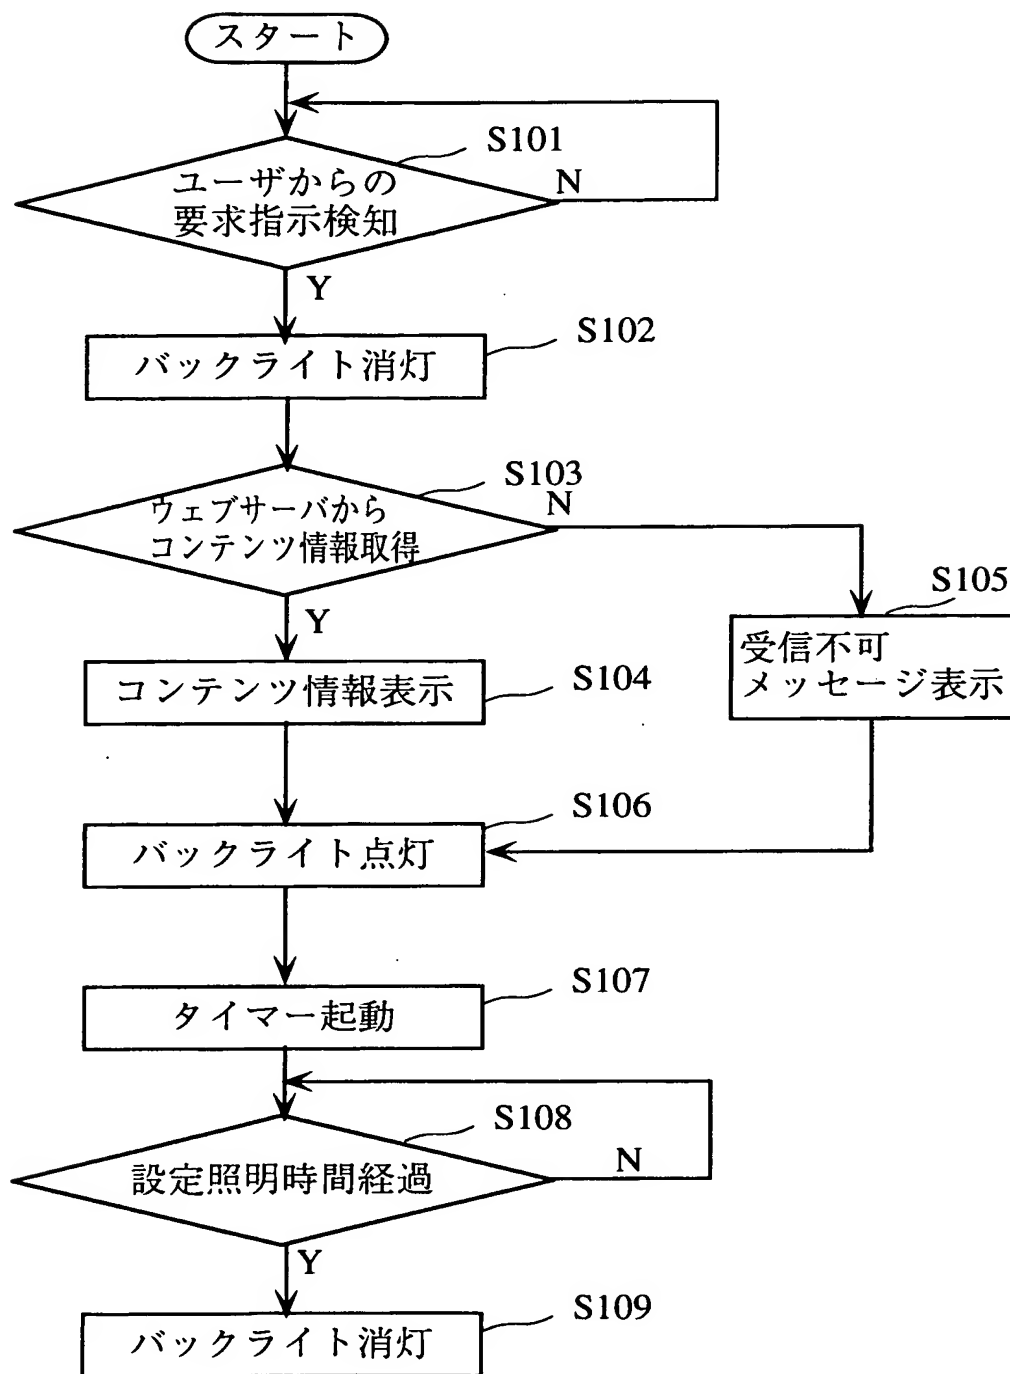 スタート
S101
ユーザからの
要求指示検知
N
Y
S102
バックライト消灯
S103
ウェブサーバから
コンテンツ情報取得
N
Y
S105
受信不可
メッセージ表示
S104
コンテンツ情報表示
S106
バックライト点灯
S107
タイマー起動
S108
設定照明時間経過
N
Y
S109
バックライト消灯